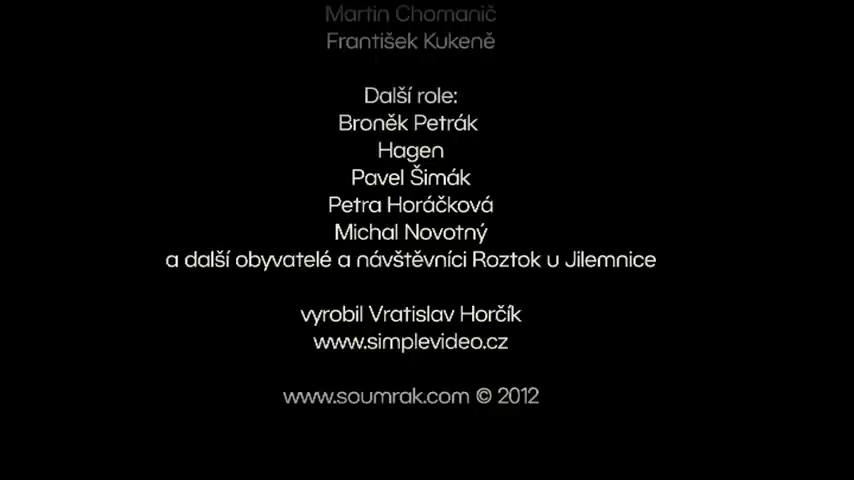 Martin Chomanič
František Kukeně
Další role:
Broněk Petrák
Hagen
Pavel Šimák
Petra Horáčková
Michal Novotný
a další obyvatelé a návštěvníci Roztok u Jilemnice
vyrobil Vratislav Horčík
www.simplevideo.cz
www.soumrak.com © 2012